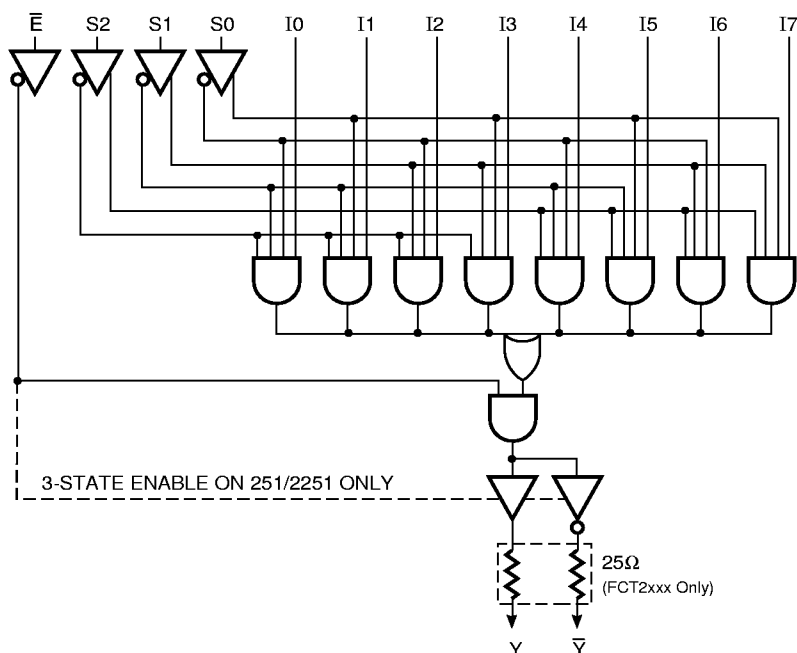 E̅ S2 S1 S0 I0 I1 I2 I3 I4 I5 I6 I7
3-STATE ENABLE ON 251/2251 ONLY
25Ω
(FCT2xxx Only)
Y Y̅